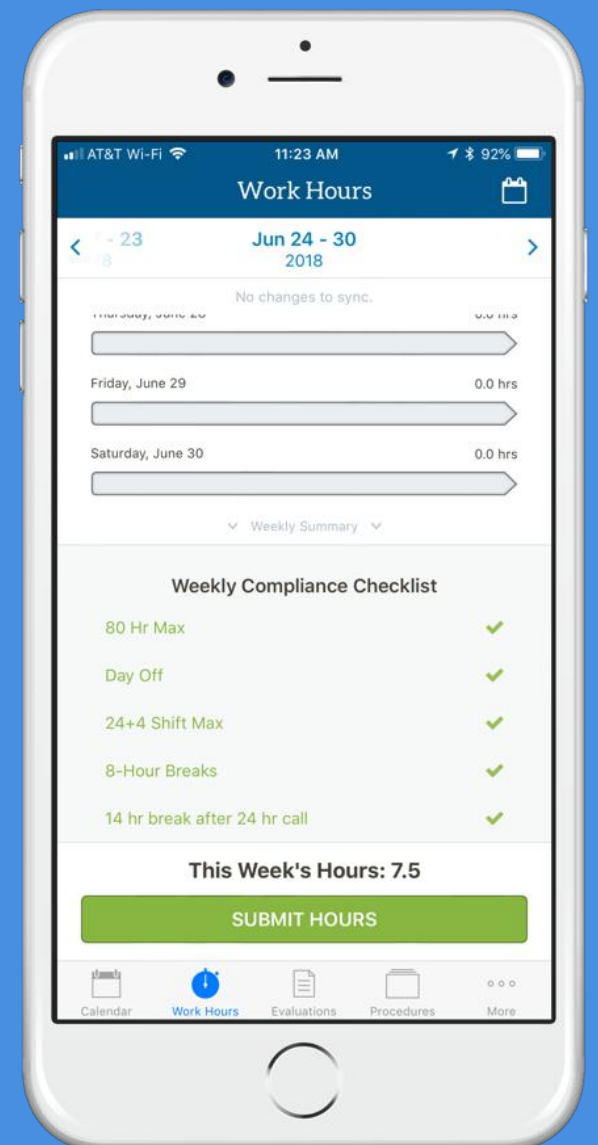 AT&T Wi-Fi 11:23 AM 92%
Work Hours
- 23 Jun 24 - 30
8 2018
No changes to sync.
Friday, June 29 0.0 hrs
Saturday, June 30 0.0 hrs
Weekly Summary
Weekly Compliance Checklist
80 Hr Max
Day Off
24+4 Shift Max
8-Hour Breaks
14 hr break after 24 hr call
This Week's Hours: 7.5
SUBMIT HOURS
Calendar Work Hours Evaluations Procedures More